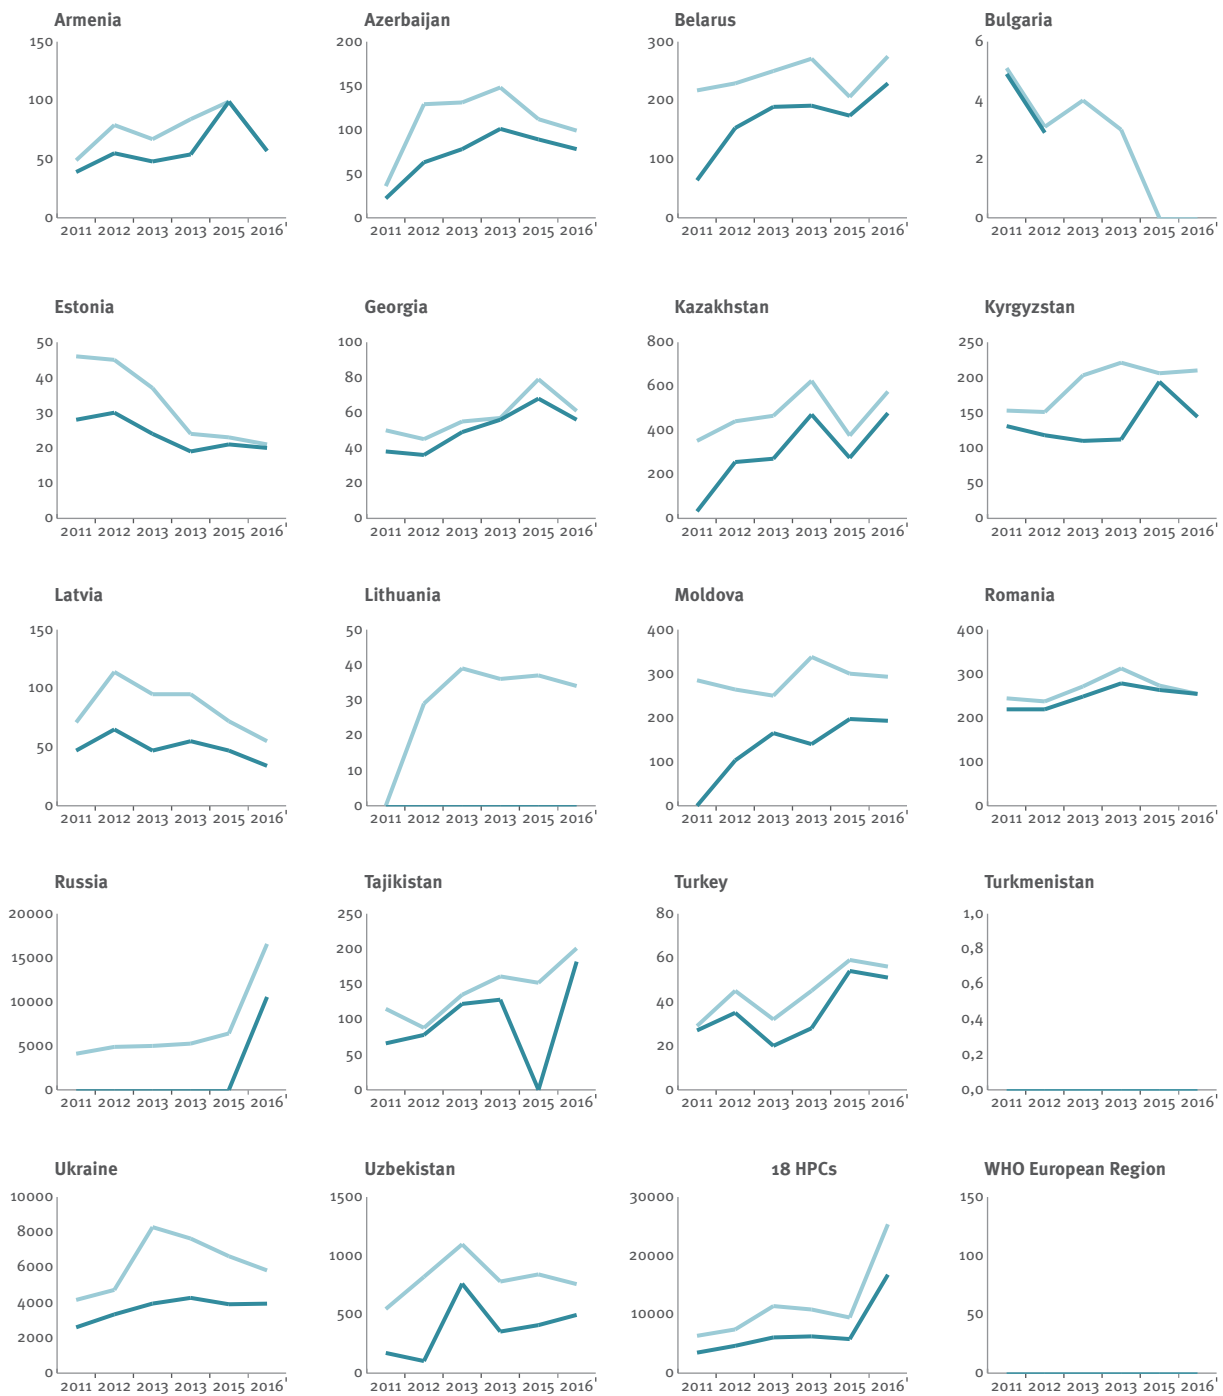 Armenia
Azerbaijan
Belarus
Bulgaria
150
100
50
0
2011 2012 2013 2013 2015 2016
200
150
100
50
0
2011 2012 2013 2013 2015 2016
300
200
100
0
2011 2012 2013 2013 2015 2016
6
4
2
0
2011 2012 2013 2013 2015 2016
Estonia
Georgia
Kazakhstan
Kyrgyzstan
50
40
30
20
10
0
2011 2012 2013 2013 2015 2016
100
80
60
40
20
0
2011 2012 2013 2013 2015 2016
800
600
400
200
0
2011 2012 2013 2013 2015 2016
250
200
150
100
50
0
2011 2012 2013 2013 2015 2016
Latvia
Lithuania
Moldova
Romania
150
100
50
0
2011 2012 2013 2013 2015 2016
50
40
30
20
10
0
2011 2012 2013 2013 2015 2016
400
300
200
100
0
2011 2012 2013 2013 2015 2016
400
300
200
100
0
2011 2012 2013 2013 2015 2016
Russia
Tajikistan
Turkey
Turkmenistan
20000
15000
10000
5000
0
2011 2012 2013 2013 2015 2016
250
200
150
100
50
0
2011 2012 2013 2013 2015 2016
80
60
40
20
0
2011 2012 2013 2013 2015 2016
1,0
0,8
0,6
0,4
0,2
0,0
2011 2012 2013 2013 2015 2016
Ukraine
Uzbekistan
18 HPCs
WHO European Region
10000
8000
6000
4000
2000
0
2011 2012 2013 2013 2015 2016
1500
1000
500
0
2011 2012 2013 2013 2015 2016
30000
20000
10000
0
2011 2012 2013 2013 2015 2016
150
100
50
0
2011 2012 2013 2013 2015 2016